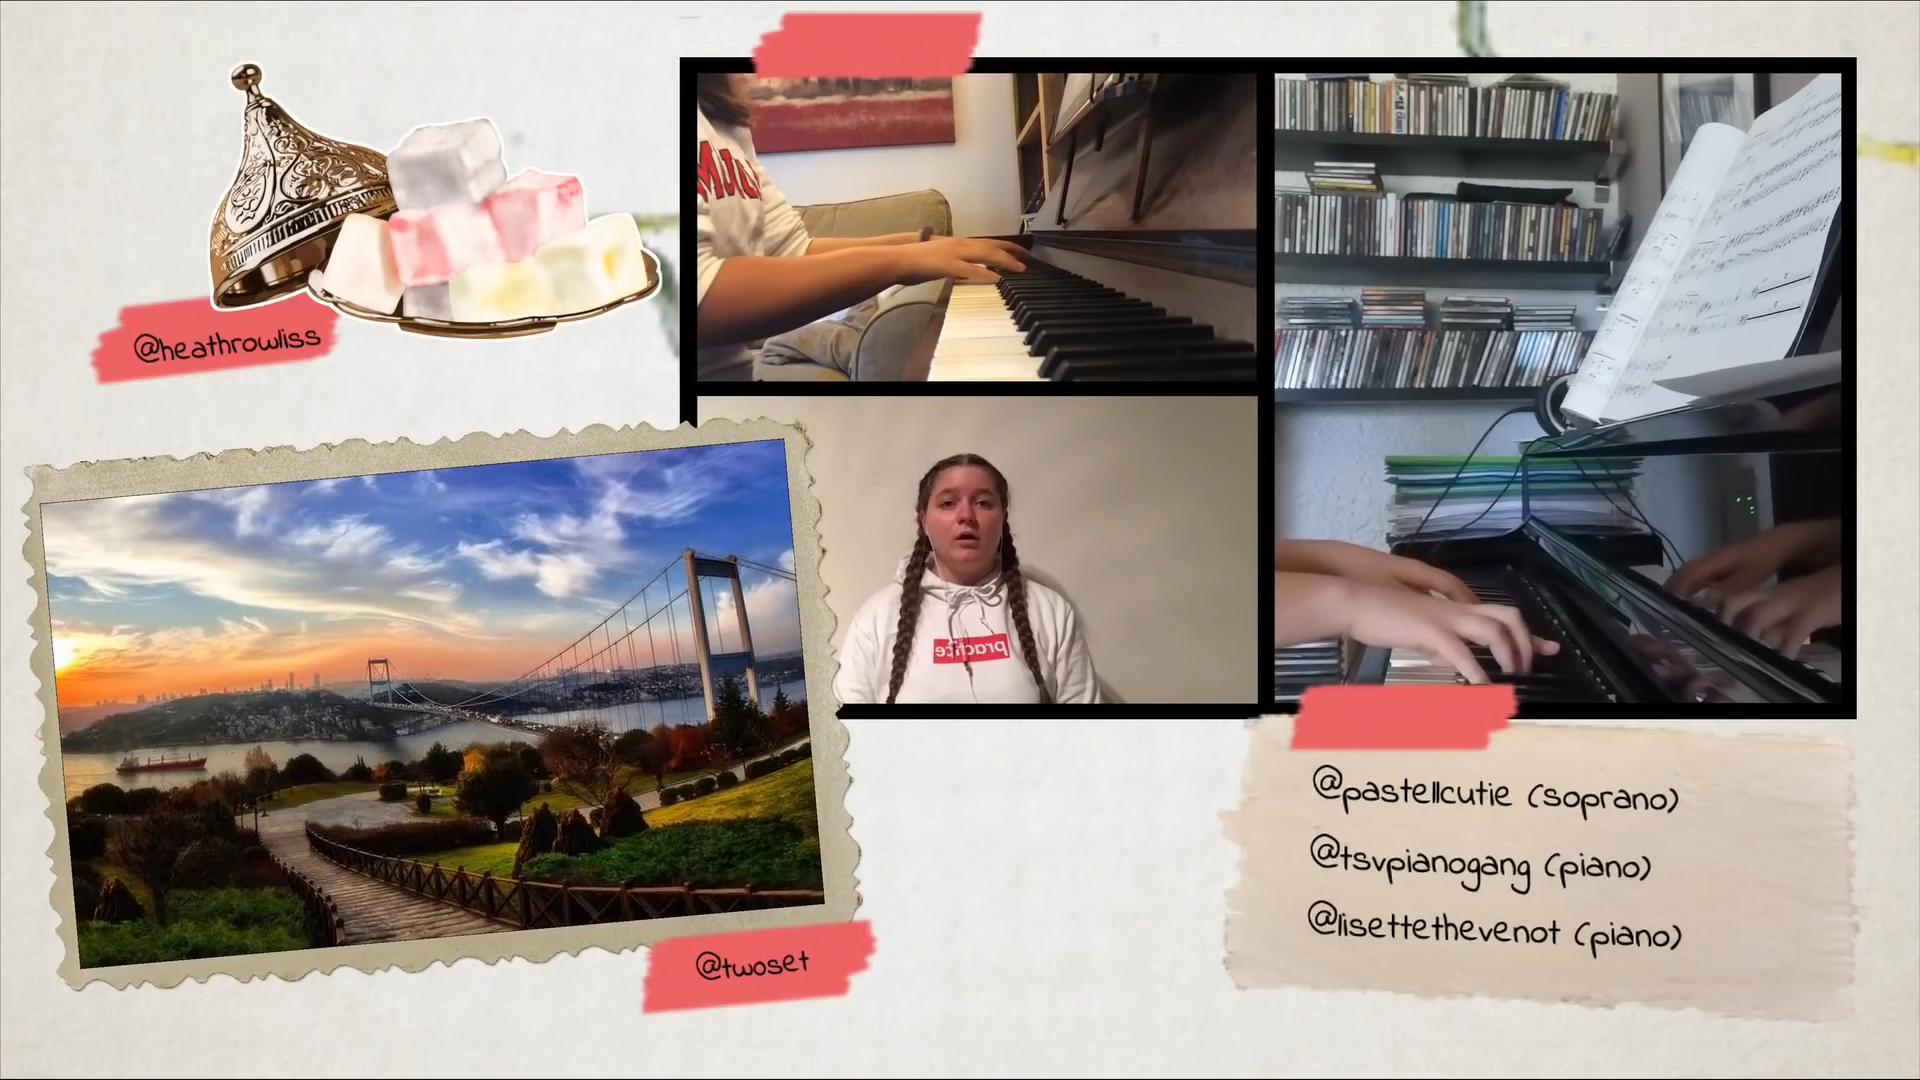 @heathrowliss
practice
@twoset
@pastellcutie (soprano)
@tsvpianogang (piano)
@lisettethevenot (piano)